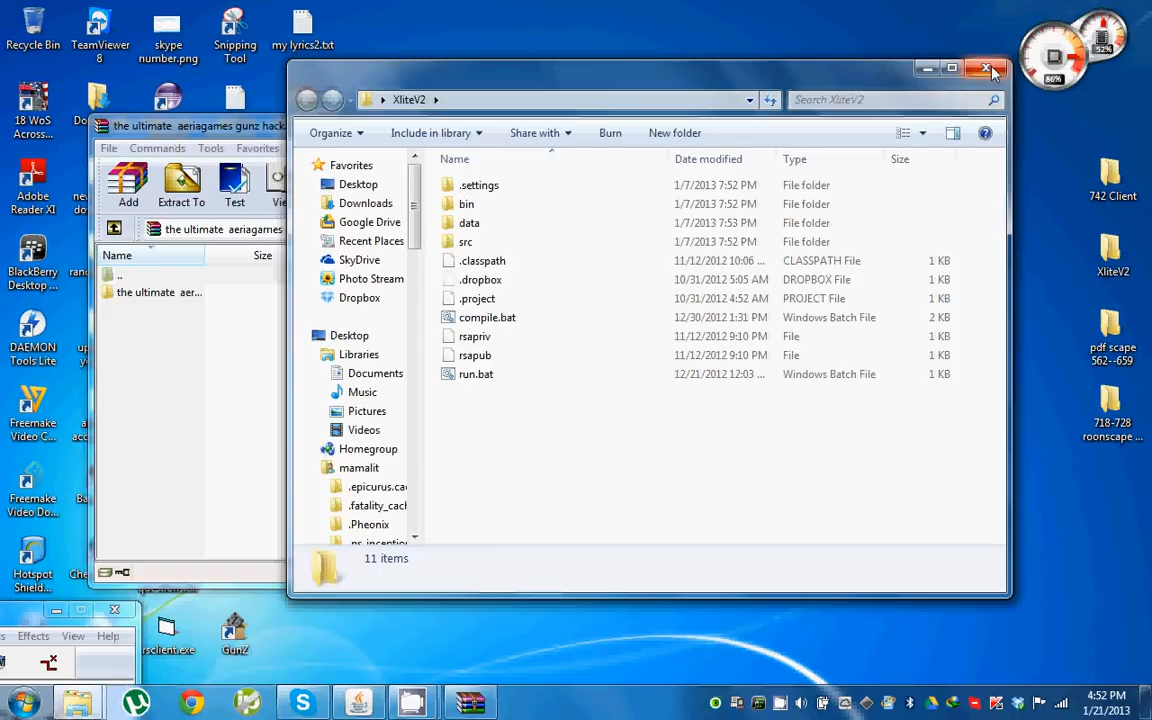 Recycle Bin
TeamViewer 8
skype number.png
Snipping Tool
my lyrics2.txt
18 WoS Across...
Adobe Reader XI
BlackBerry Desktop ...
DAEMON Tools Lite
Freemake Video C...
Freemake Video Do...
Hotspot Shield...
the ultimate aeriagames gunz hack
File Commands Tools Favorites
Add Extract To Test
the ultimate aeriagames
Name Size
..
the ultimate aer...
Effects View Help
rsclient.exe
GunZ
XliteV2
Search XliteV2
Organize Include in library Share with Burn New folder
Favorites
Desktop
Downloads
Google Drive
Recent Places
SkyDrive
Photo Stream
Dropbox
Desktop
Libraries
Documents
Music
Pictures
Videos
Homegroup
mamalit
.epicurus.ca
.fatality_cach
.Pheonix
Name Date modified Type Size
.settings 1/7/2013 7:52 PM File folder
bin 1/7/2013 7:52 PM File folder
data 1/7/2013 7:53 PM File folder
src 1/7/2013 7:52 PM File folder
.classpath 11/12/2012 10:06 ... CLASSPATH File 1 KB
.dropbox 10/31/2012 5:05 AM DROPBOX File 1 KB
.project 10/31/2012 4:52 AM PROJECT File 1 KB
compile.bat 12/30/2012 1:31 PM Windows Batch File 2 KB
rsapriv 11/12/2012 9:10 PM File 1 KB
rsapub 11/12/2012 9:10 PM File 1 KB
run.bat 12/21/2012 12:03 ... Windows Batch File 1 KB
11 items
86%
52%
742 Client
XliteV2
pdf scape 562--659
718-728 roonscape ...
4:52 PM
1/21/2013